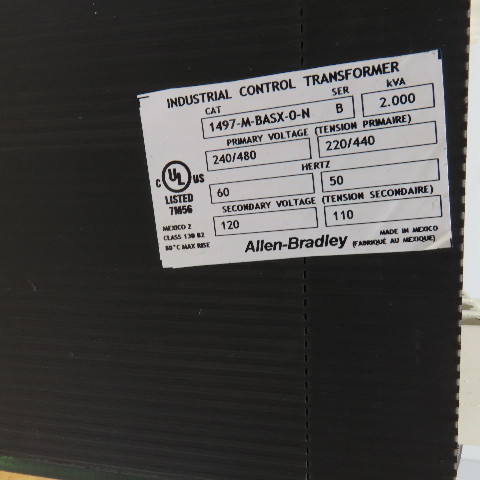 INDUSTRIAL CONTROL TRANSFORMER
CAT SER kVA
1497-M-BASX-0-N B 2.000
PRIMARY VOLTAGE (TENSION PRIMAIRE)
240/480 220/440
HERTZ
60 50
SECONDARY VOLTAGE (TENSION SECONDAIRE)
120 110
C UL US
LISTED
7M56
MEXICO 2
CLASS 130 B2
80°C MAX RISE
Allen-Bradley
MADE IN MEXICO
(FABRIQUÉ AU MEXIQUE)